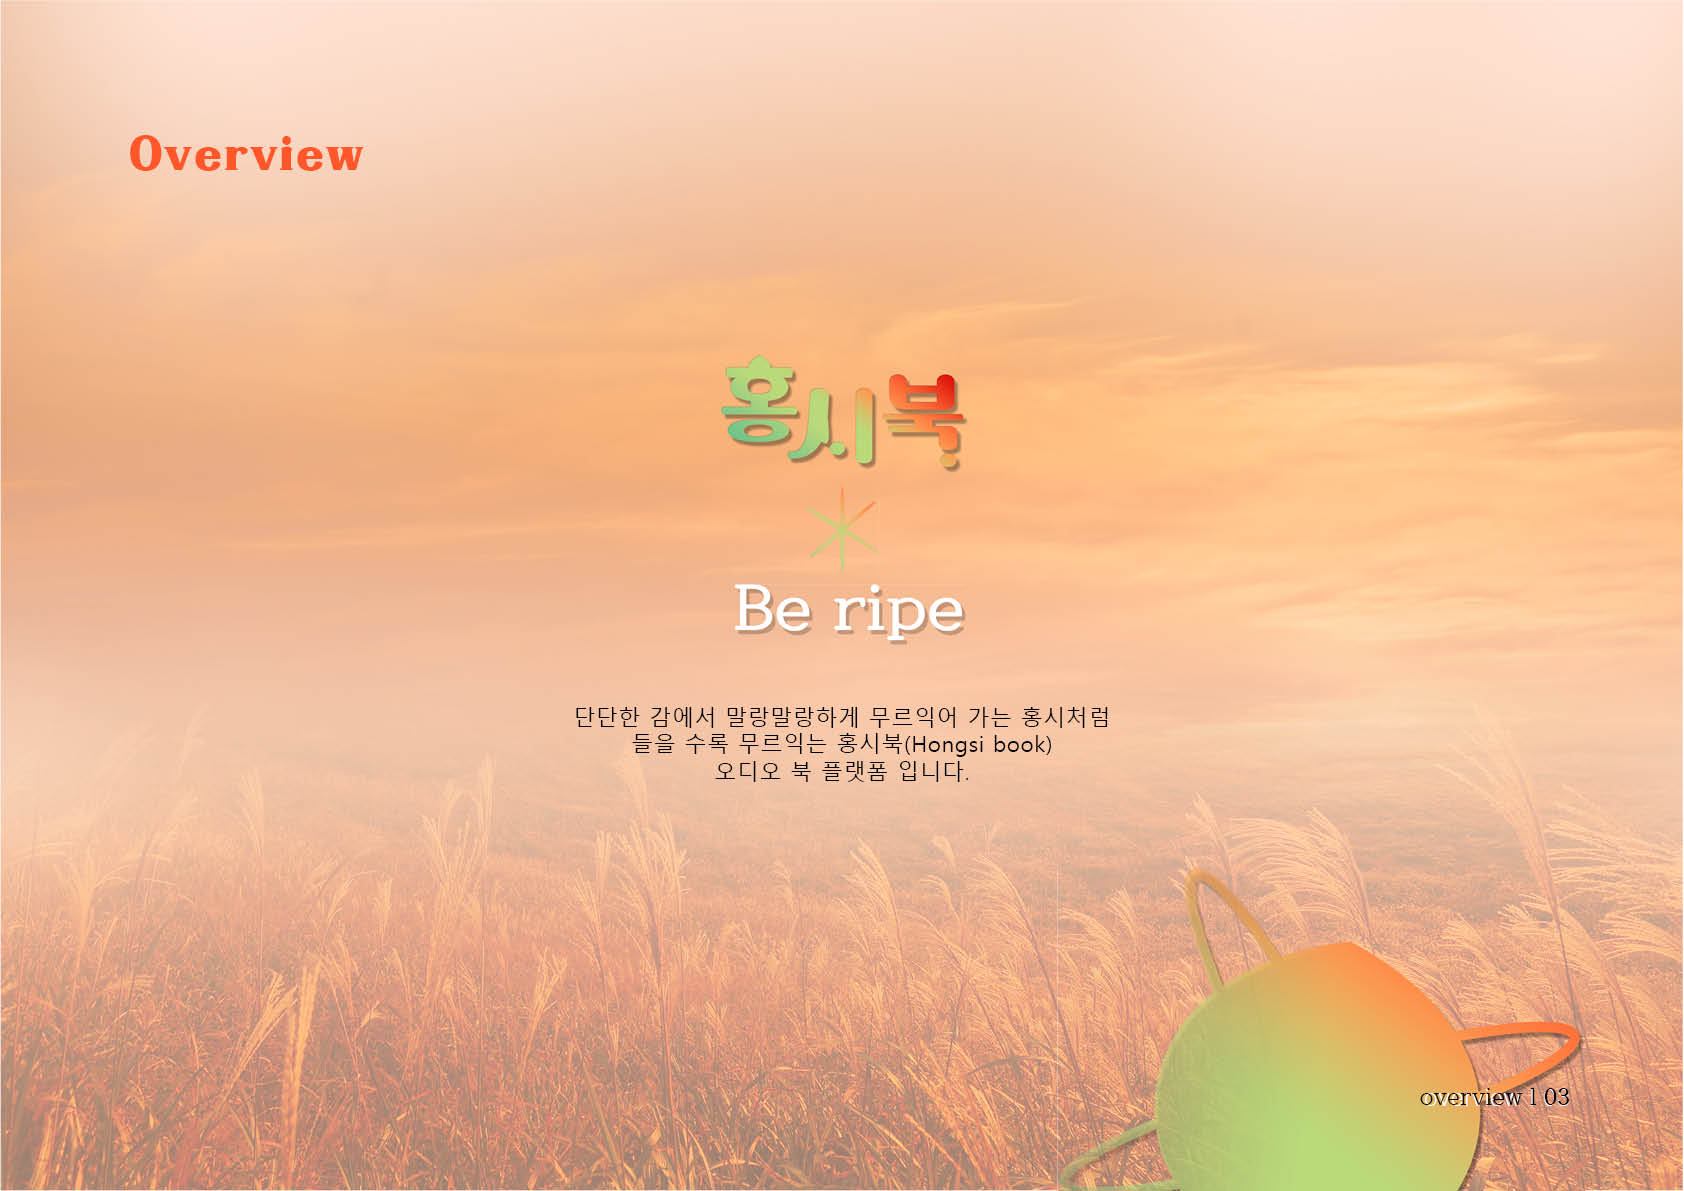 Overview
홍시북
Be ripe
단단한 감에서 말랑말랑하게 무르익어 가는 홍시처럼
들을 수록 무르익는 홍시북(Hongsi book)
오디오 북 플랫폼 입니다.
overview l 03